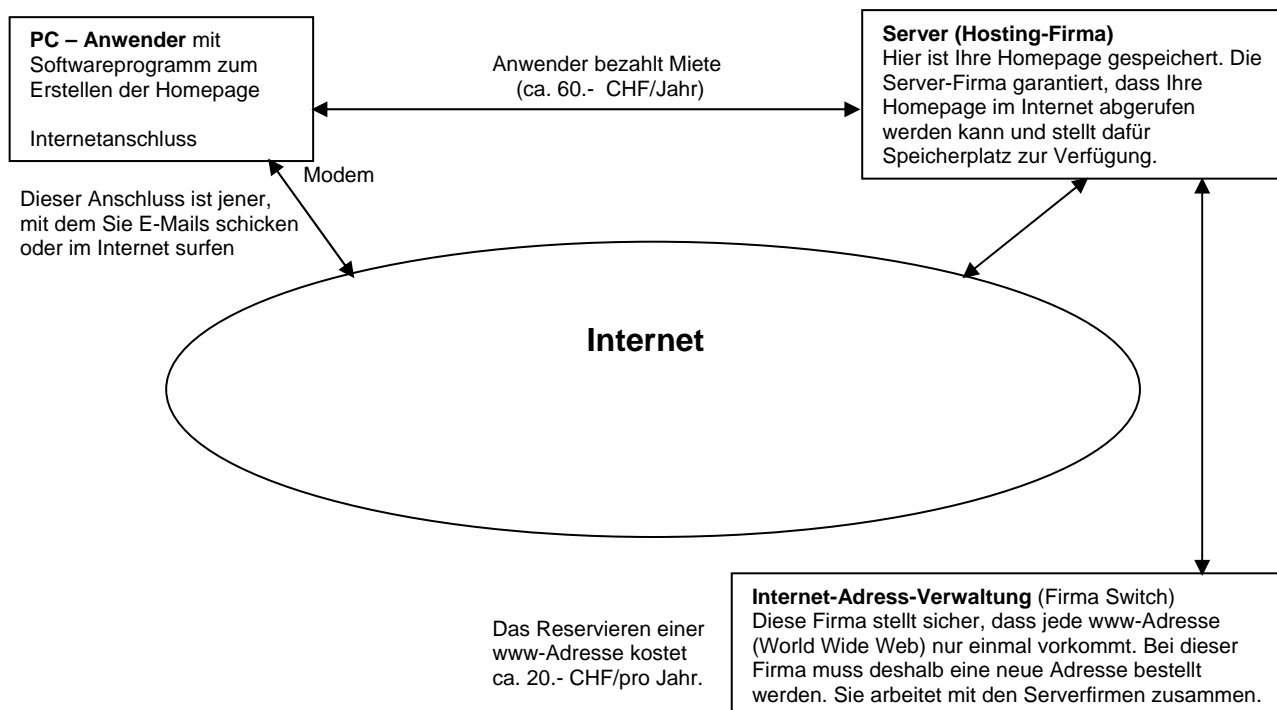 PC – Anwender mit
Softwareprogramm zum
Erstellen der Homepage
Internetanschluss
Anwender bezahlt Miete
(ca. 60.- CHF/Jahr)
Server (Hosting-Firma)
Hier ist Ihre Homepage gespeichert. Die
Server-Firma garantiert, dass Ihre
Homepage im Internet abgerufen
werden kann und stellt dafür
Speicherplatz zur Verfügung.
Modem
Dieser Anschluss ist jener,
mit dem Sie E-Mails schicken
oder im Internet surfen
Internet
Das Reservieren einer
www-Adresse kostet
ca. 20.- CHF/pro Jahr.
Internet-Adress-Verwaltung (Firma Switch)
Diese Firma stellt sicher, dass jede www-Adresse
(World Wide Web) nur einmal vorkommt. Bei dieser
Firma muss deshalb eine neue Adresse bestellt
werden. Sie arbeitet mit den Serverfirmen zusammen.